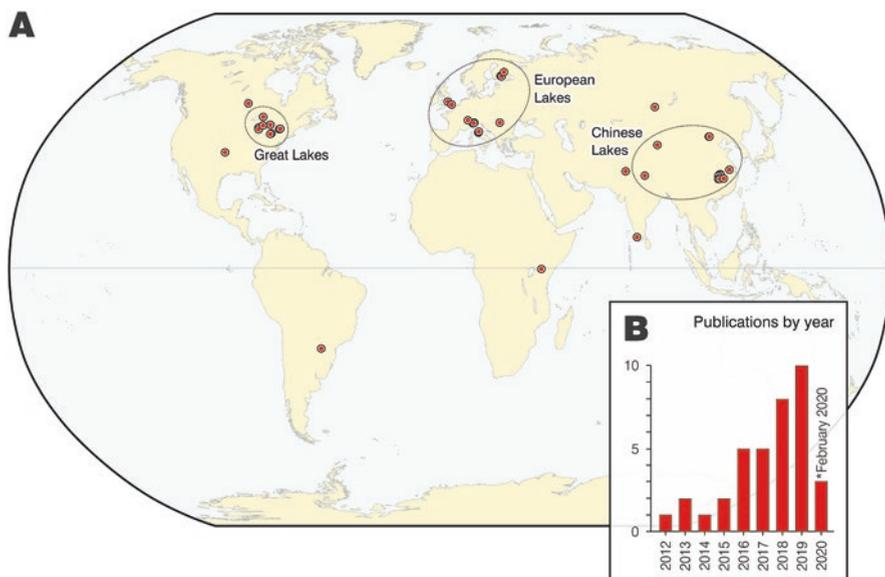 A
European
Lakes
Chinese
Lakes
Great Lakes
B
Publications by year
10
5
0
*February 2020
2012
2013
2014
2015
2016
2017
2018
2019
2020